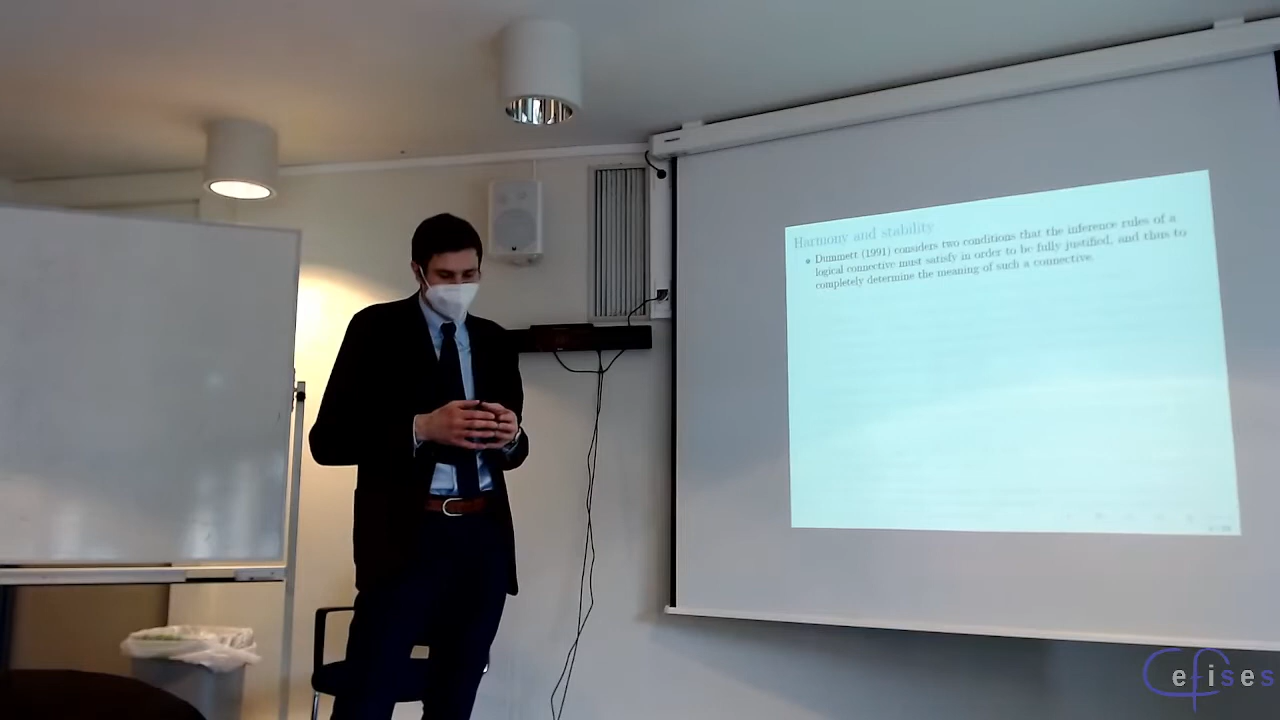 Harmony and stability
• Dummett (1991) considers two conditions that the inference rules of a
logical connective must satisfy in order to be fully justified, and thus to
completely determine the meaning of such a connective.
Cefises